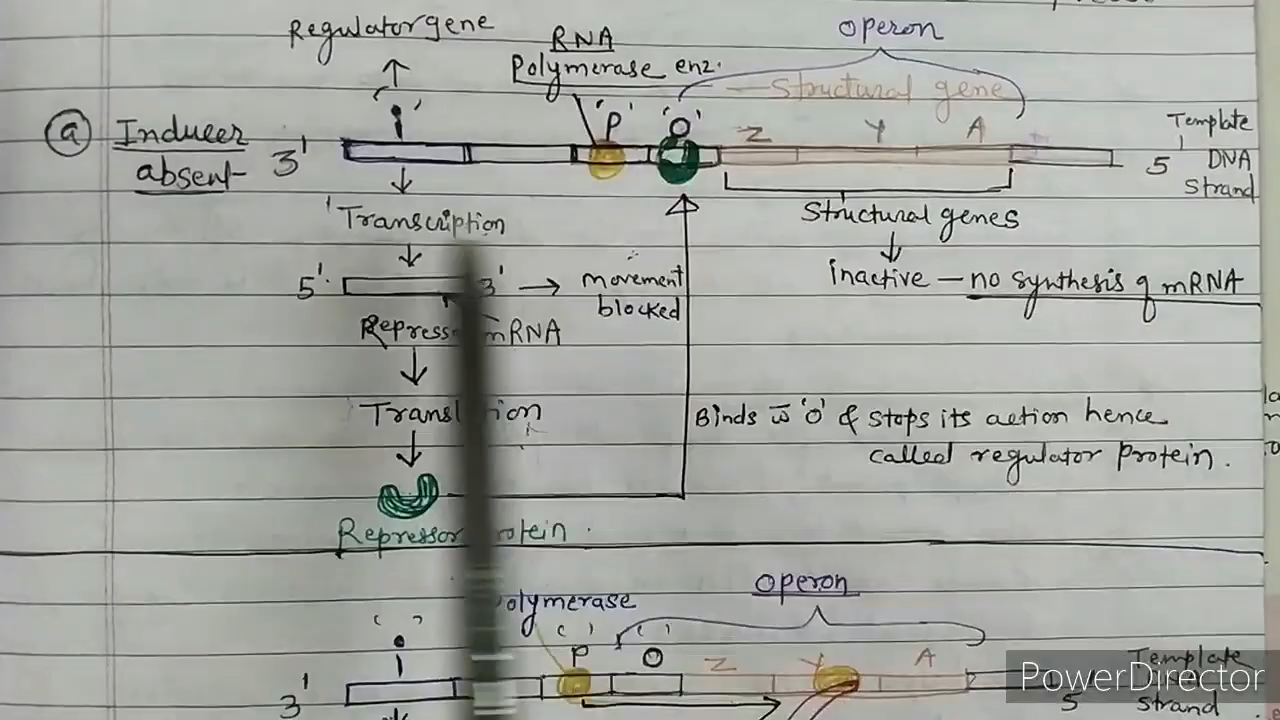 Regulator gene
RNA
Polymerase enz.
Operon
Structural gene
'i'
'P'
'O'
Z Y A
Template
DNA
Strand
(a) Inducer
absent
3'
5'
Transcription
Structural genes
Inactive - no synthesis of mRNA
5' 3' → movement
blocked
mRNA
Binds w̅ 'O' & stops its action hence
called regulator protein.
Repressor
Operon
olymerase
'i'
'P' 'O'
Z Y A
Template
3'
5'
Strand
PowerDirector